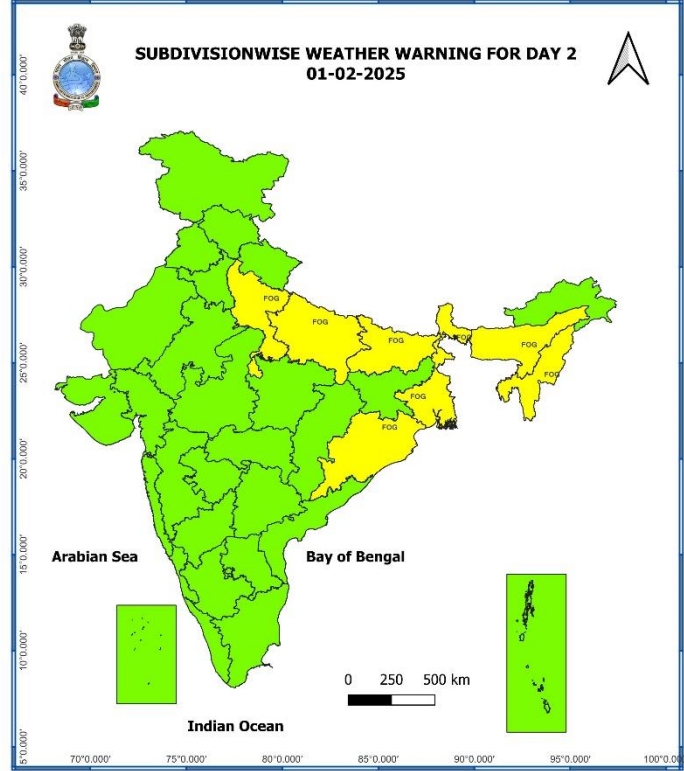 SUBDIVISIONWISE WEATHER WARNING FOR DAY 2
01-02-2025
40°0.000'
35°0.000'
30°0.000'
25°0.000'
20°0.000'
15°0.000'
10°0.000'
5°0.000'
FOG
FOG
FOG
FOG
FOG
FOG
FOG
FOG
Arabian Sea
Bay of Bengal
0 250 500 km
Indian Ocean
70°0.000' 75°0.000' 80°0.000' 85°0.000' 90°0.000' 95°0.000' 100°0.0